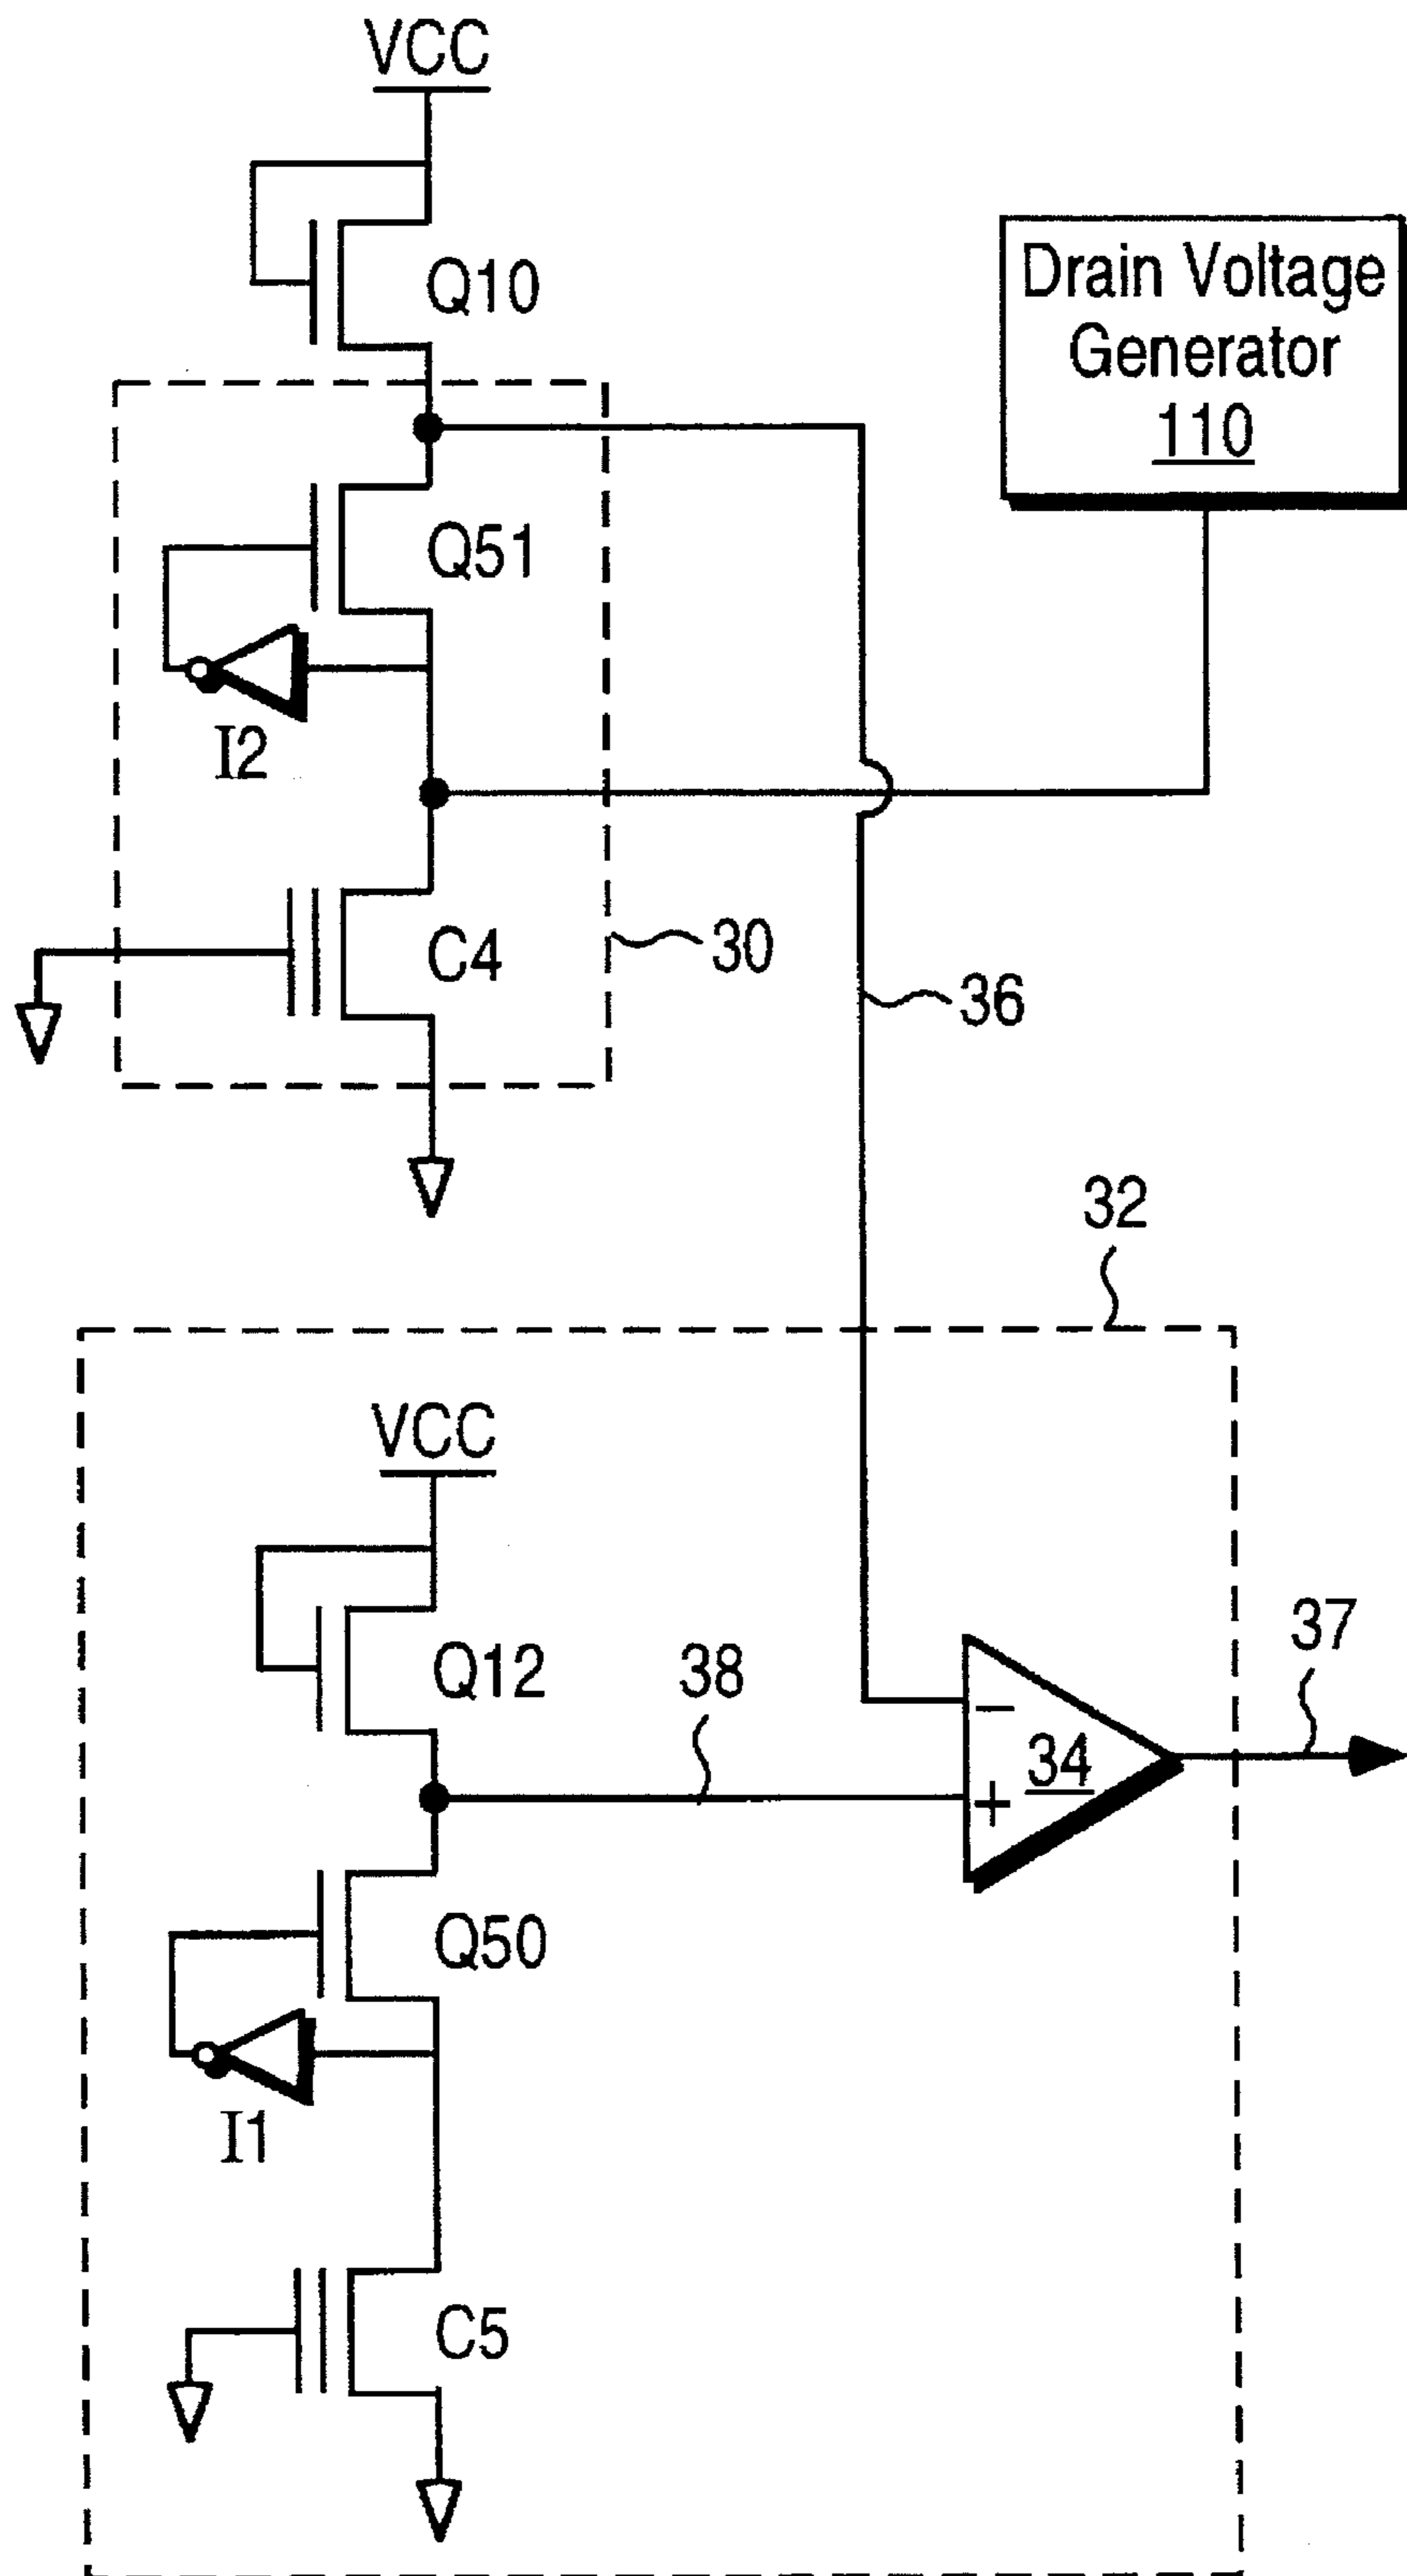 VCC
Q10
Drain Voltage
Generator
110
Q51
I2
C4
30
36
32
VCC
Q12
38
37
−
34
+
Q50
I1
C5